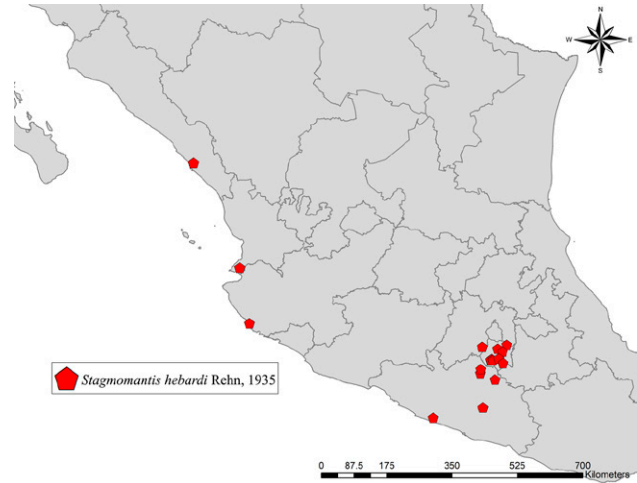 N
W E
S
Stagmomantis hebardi Rehn, 1935
0 87.5 175 350 525 700
Kilometers